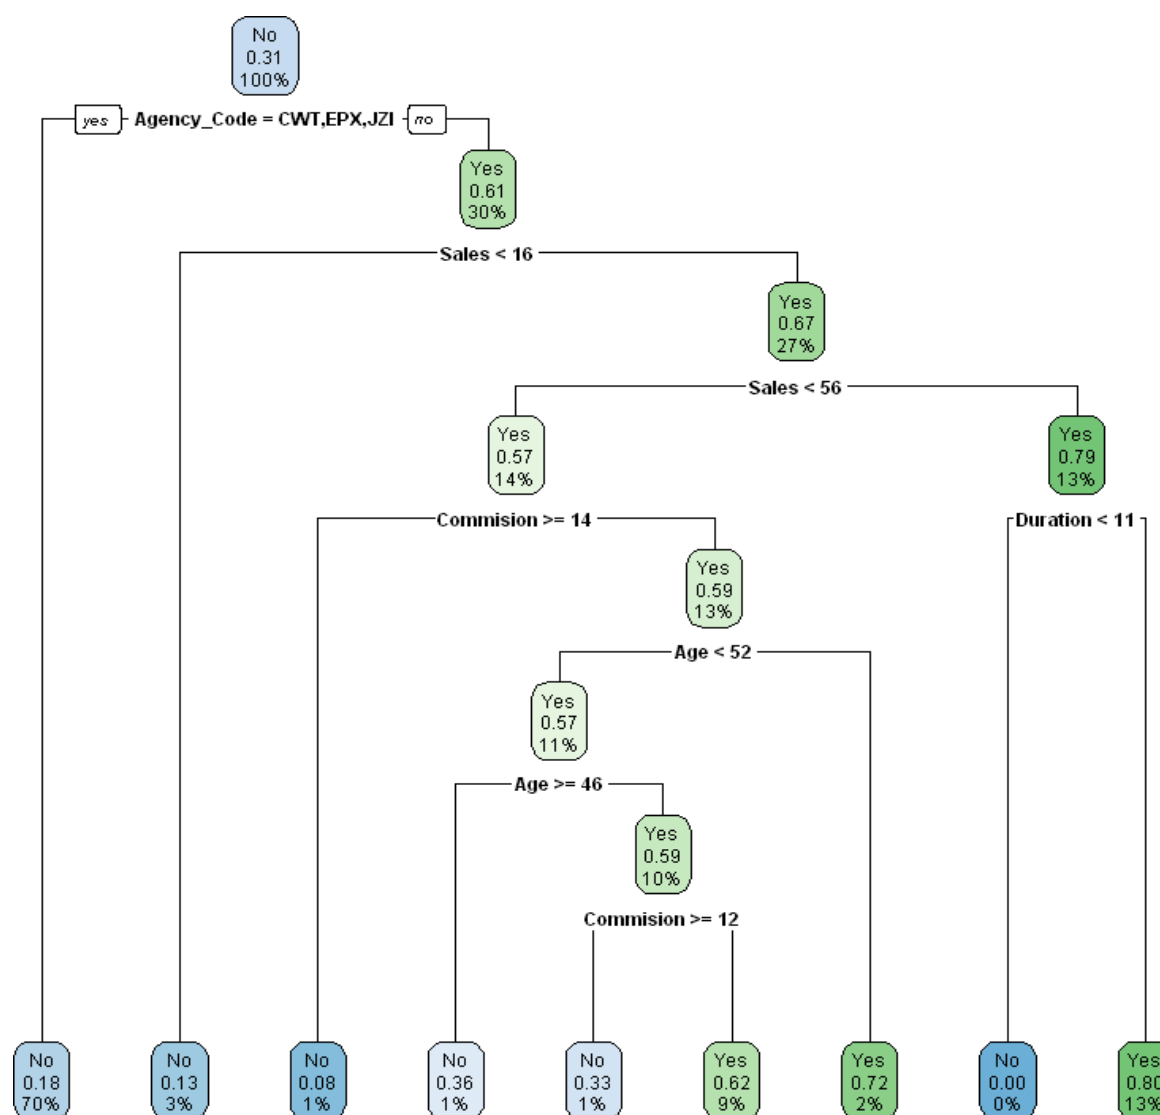 No
0.31
100%
yes Agency_Code = CWT,EPX,JZI no
Yes
0.61
30%
Sales < 16
Yes
0.67
27%
Sales < 56
Yes
0.57
14%
Yes
0.79
13%
Commision >= 14
Duration < 11
Yes
0.59
13%
Age < 52
Yes
0.57
11%
Age >= 46
Yes
0.59
10%
Commision >= 12
No
0.18
70%
No
0.13
3%
No
0.08
1%
No
0.36
1%
No
0.33
1%
Yes
0.62
9%
Yes
0.72
2%
No
0.00
0%
Yes
0.80
13%